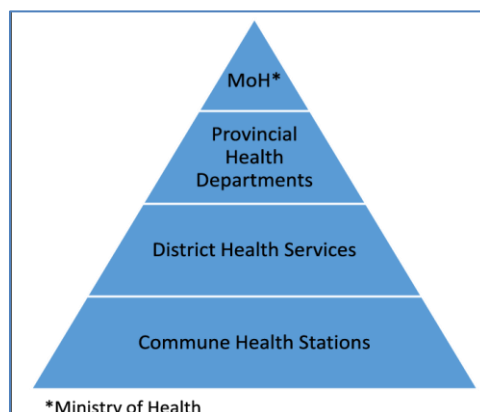 MoH*
Provincial
Health
Departments
District Health Services
Commune Health Stations
*Ministry of Health